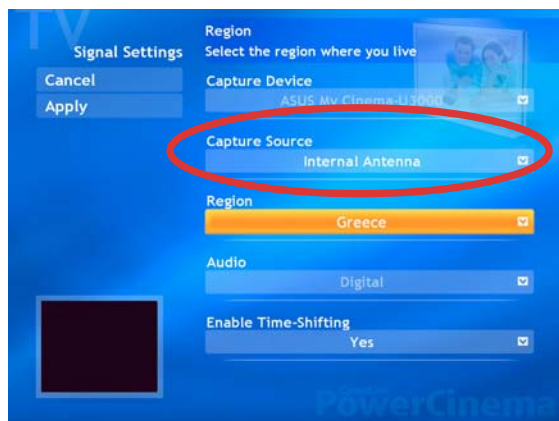 TV
Signal Settings
Cancel
Apply
Region
Select the region where you live
Capture Device
ASUS My Cinema-U3000
Capture Source
Internal Antenna
Region
Greece
Audio
Digital
Enable Time-Shifting
Yes
PowerCinema